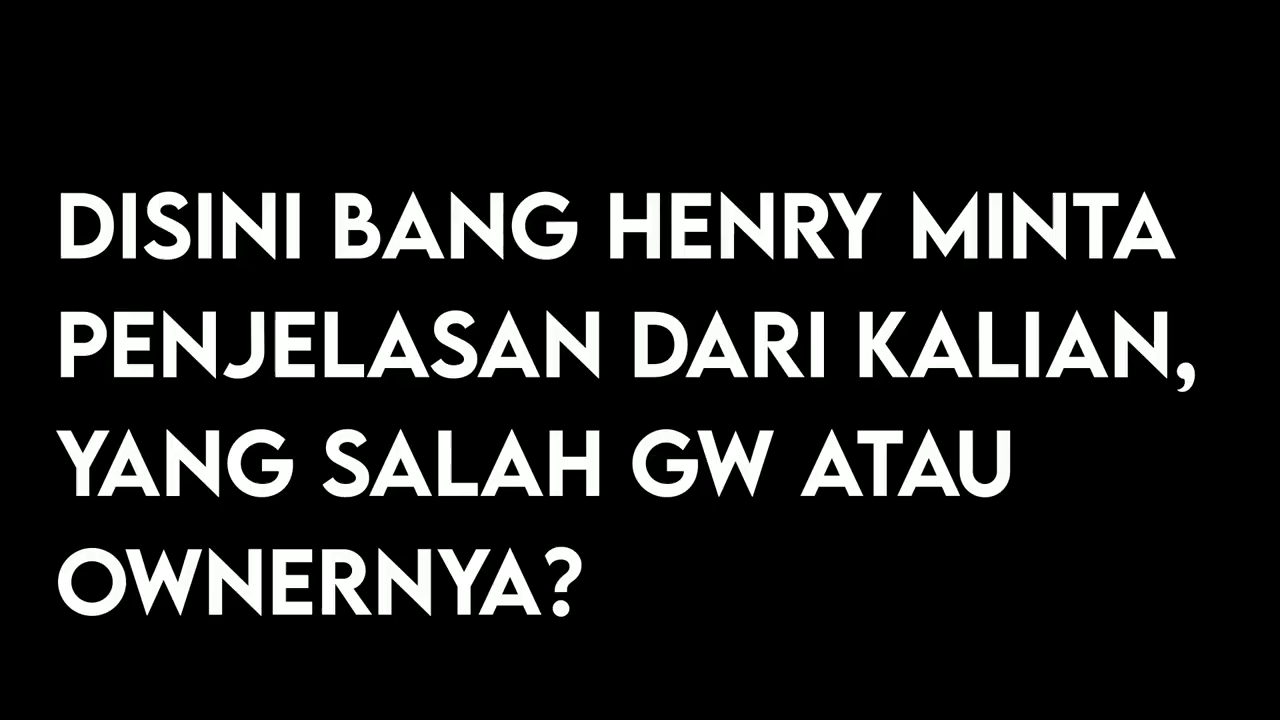 DISINI BANG HENRY MINTA
PENJELASAN DARI KALIAN,
YANG SALAH GW ATAU
OWNERNYA?